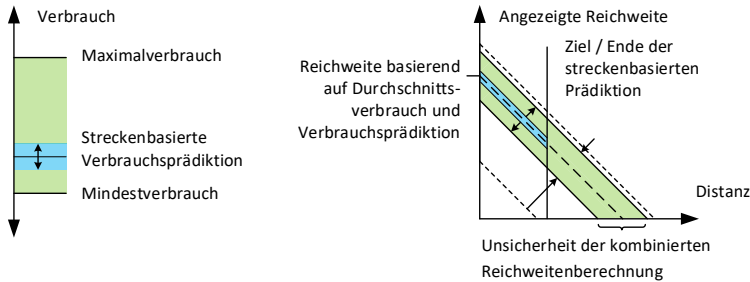 Verbrauch
Maximalverbrauch
Streckenbasierte
Verbrauchsprädiktion
Mindestverbrauch
Angezeigte Reichweite
Ziel / Ende der
streckenbasierten
Prädiktion
Reichweite basierend
auf Durchschnitts-
verbrauch und
Verbrauchsprädiktion
Distanz
Unsicherheit der kombinierten
Reichweitenberechnung